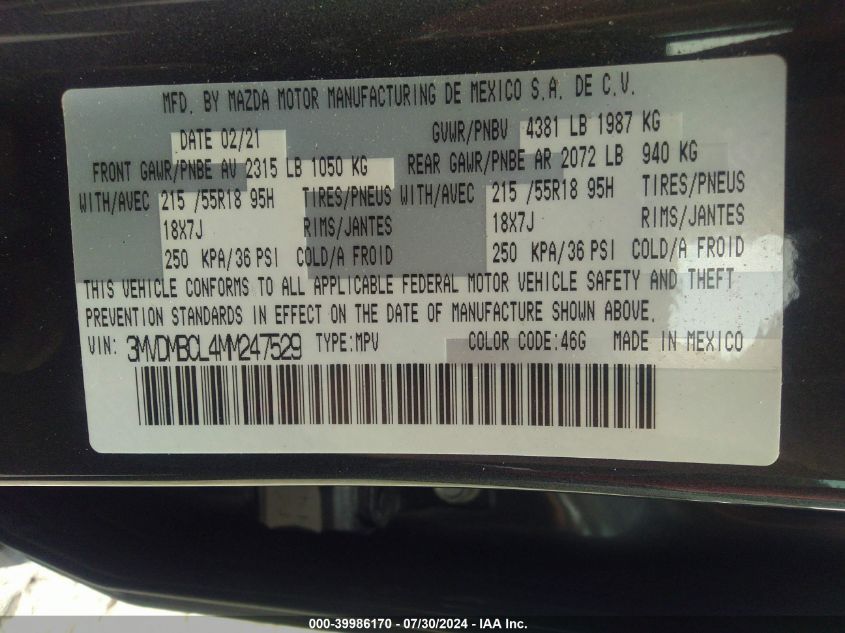 MFD. BY MAZDA MOTOR MANUFACTURING DE MEXICO S.A. DE C.V.
DATE 02/21 GVWR/PNBV 4381 LB 1987 KG
FRONT GAWR/PNBE AV 2315 LB 1050 KG REAR GAWR/PNBE AR 2072 LB 940 KG
WITH/AVEC 215 /55R18 95H TIRES/PNEUS WITH/AVEC 215 /55R18 95H TIRES/PNEUS
18X7J RIMS/JANTES 18X7J RIMS/JANTES
250 KPA/36 PSI COLD/A FROID 250 KPA/36 PSI COLD/A FROID
THIS VEHICLE CONFORMS TO ALL APPLICABLE FEDERAL MOTOR VEHICLE SAFETY AND THEFT
PREVENTION STANDARDS IN EFFECT ON THE DATE OF MANUFACTURE SHOWN ABOVE.
VIN: 3MVDMBCL4MM247529 TYPE:MPV COLOR CODE:46G MADE IN MEXICO
000-39986170 - 07/30/2024 - IAA Inc.